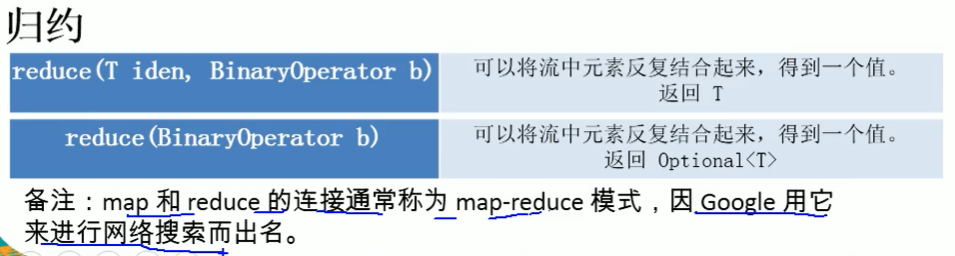 归约
reduce(T iden, BinaryOperator b)
可以将流中元素反复结合起来，得到一个值。
返回 T
reduce(BinaryOperator b)
可以将流中元素反复结合起来，得到一个值。
返回 Optional<T>
备注：map 和 reduce 的连接通常称为 map-reduce 模式，因 Google 用它
来进行网络搜索而出名。